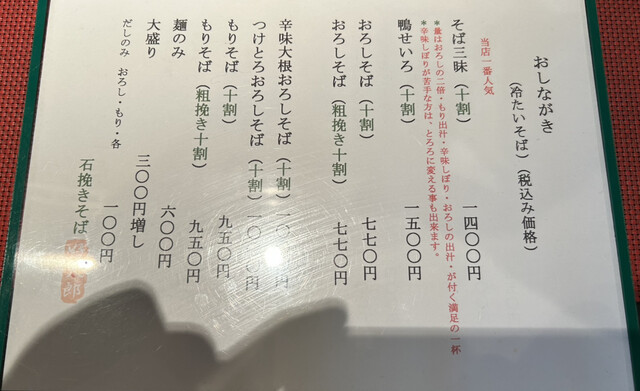 おしながき
（冷たいそば）（税込み価格）
当店一番人気
そば三昧（十割） 一四〇〇円
*量はおろしの二倍・もり出汁・辛味しぼり・おろしの出汁・が付く満足の一杯
*辛味しぼりが苦手な方は、とろろに変える事も出来ます。
鴨せいろ（十割） 一五〇〇円
おろしそば（十割） 七七〇円
おろしそば（粗挽き十割） 七七〇円
辛味大根おろしそば（十割） 一〇 円
つけとろおろしそば（十割） 一〇 〇円
もりそば（十割） 九五〇円
もりそば（粗挽き十割） 九五〇円
麺のみ 六〇〇円
大盛り 三〇〇円増し
だしのみ おろし・もり・各 一〇〇円
石挽きそば 郎